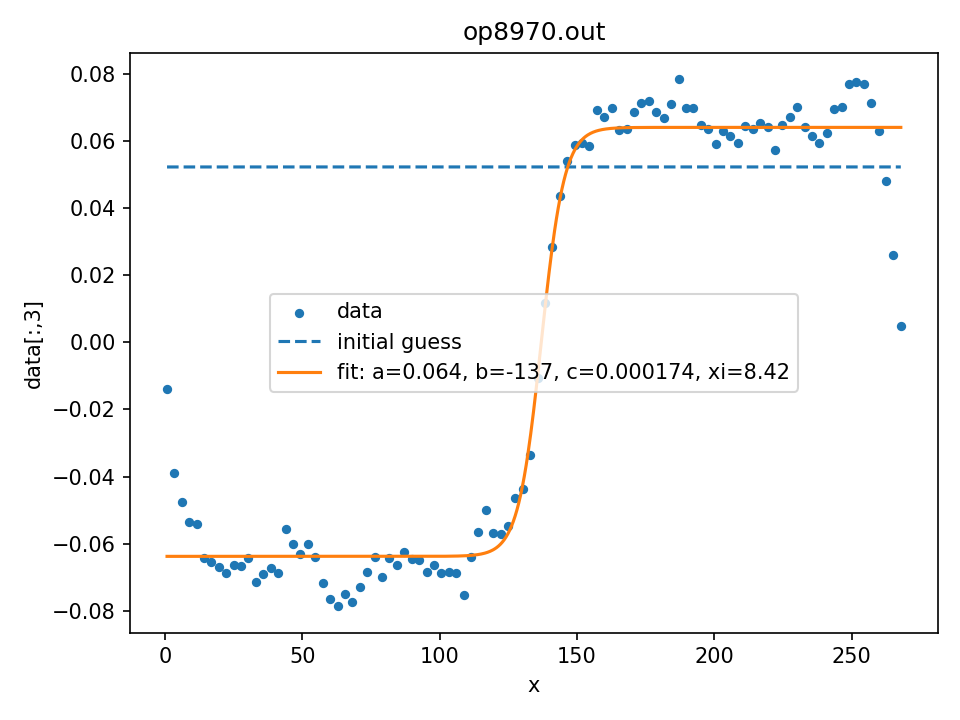 op8970.out
0.08
0.06
0.04
0.02
0.00
−0.02
−0.04
−0.06
−0.08
data[:,3]
data
initial guess
fit: a=0.064, b=-137, c=0.000174, xi=8.42
0 50 100 150 200 250
x